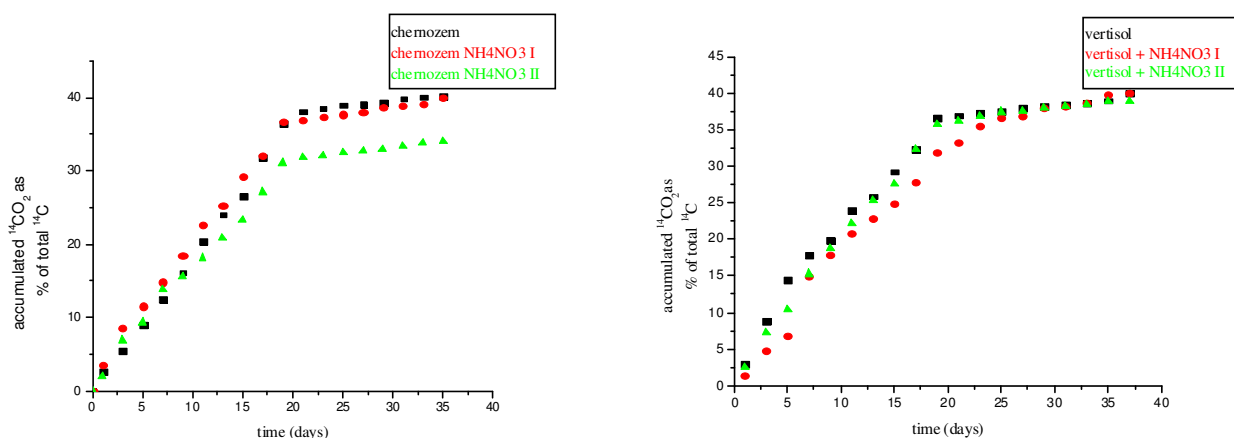 chernozem
chernozem NH4NO3 I
chernozem NH4NO3 II
40
30
20
10
0
accumulated ¹⁴CO₂ as
% of total ¹⁴C
0 5 10 15 20 25 30 35 40
time (days)
vertisol
vertisol + NH4NO3 I
vertisol + NH4NO3 II
45
40
35
30
25
20
15
10
5
0
accumulated ¹⁴CO₂ as
% of total ¹⁴C
0 5 10 15 20 25 30 35 40
time (days)